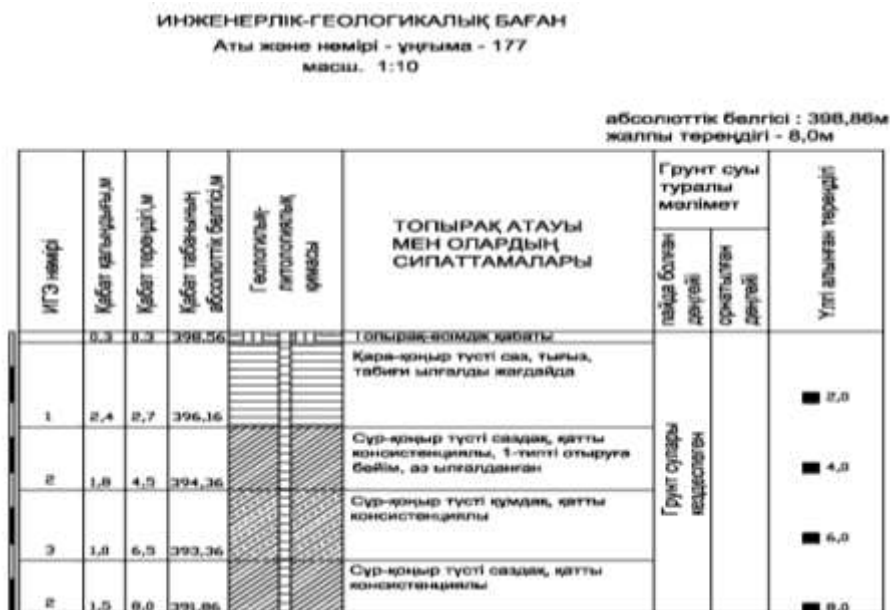 ИНЖЕНЕРЛІК-ГЕОЛОГИКАЛЫҚ БАҒАН
Аты және немірі - ұңғыма - 177
масш. 1:10
абсолюттік белгісі : 398,86м
жалпы тереңдігі - 8,0м
ИГЭ немірі
Қабат қалыңдығы,м
Қабат тереңдігі,м
Қабат табанының
абсолюттік белгісі,м
Геологилық-
литологиялық
қимасы
ТОПЫРАҚ АТАУЫ
МЕН ОЛАРДЫҢ
СИПАТТАМАЛАРЫ
Грунт суы
туралы
мәлімет
пайда болған
деңгейі
орнатылған
деңгейі
Үлгі алынған тереңдігі
0,3 0,3 398,56 Топырақ-өсімдік қабаты
Қара-қоңыр түсті саз, тығыз,
табиғи ылғалды жағдайда
1 2,4 2,7 396,16
2,0
Сұр-қоңыр түсті саздақ, қатты
консистенциялы, 1-типті отыруға
бейім, аз ылғалданған
2 1,8 4,5 394,36
4,0
Грунт сулары
кездеспеген
Сұр-қоңыр түсті құмдақ, қатты
консистенциялы
3 1,8 6,5 393,36
6,0
Сұр-қоңыр түсті саздақ, қатты
консистенциялы
2 1,5 8,0 391,86
8,0